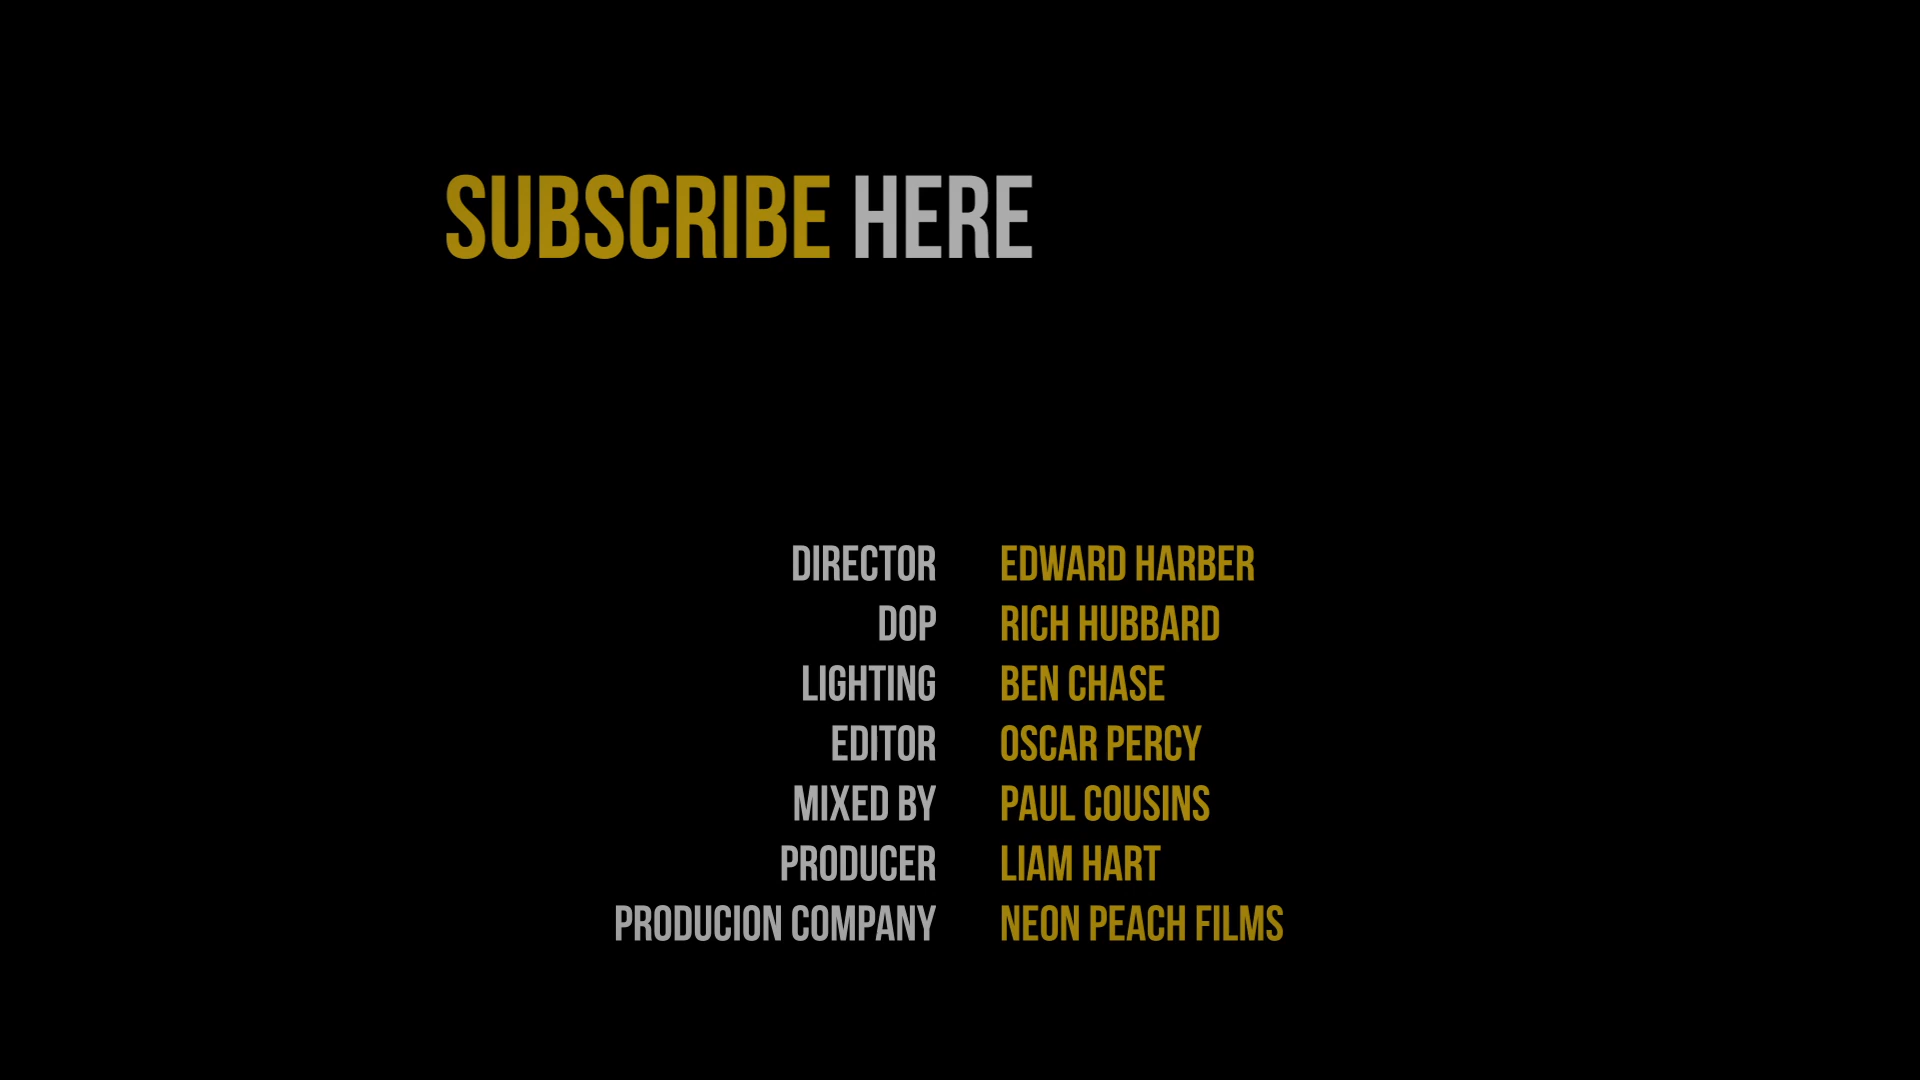 SUBSCRIBE HERE
DIRECTOR EDWARD HARBER
DOP RICH HUBBARD
LIGHTING BEN CHASE
EDITOR OSCAR PERCY
MIXED BY PAUL COUSINS
PRODUCER LIAM HART
PRODUCION COMPANY NEON PEACH FILMS